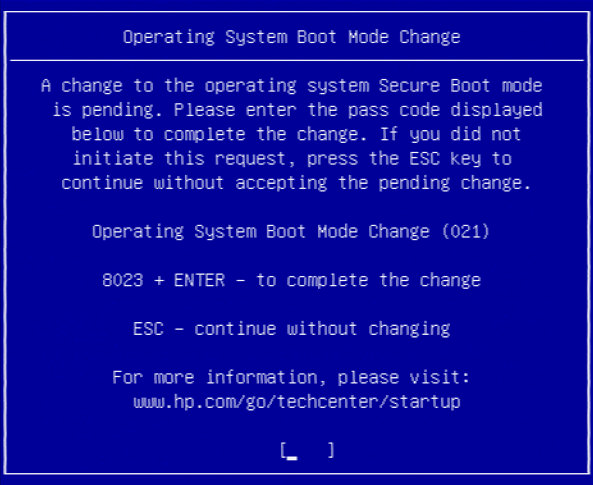 Operating System Boot Mode Change
A change to the operating system Secure Boot mode
is pending. Please enter the pass code displayed
below to complete the change. If you did not
initiate this request, press the ESC key to
continue without accepting the pending change.
Operating System Boot Mode Change (021)
8023 + ENTER - to complete the change
ESC - continue without changing
For more information, please visit:
www.hp.com/go/techcenter/startup
[_  ]